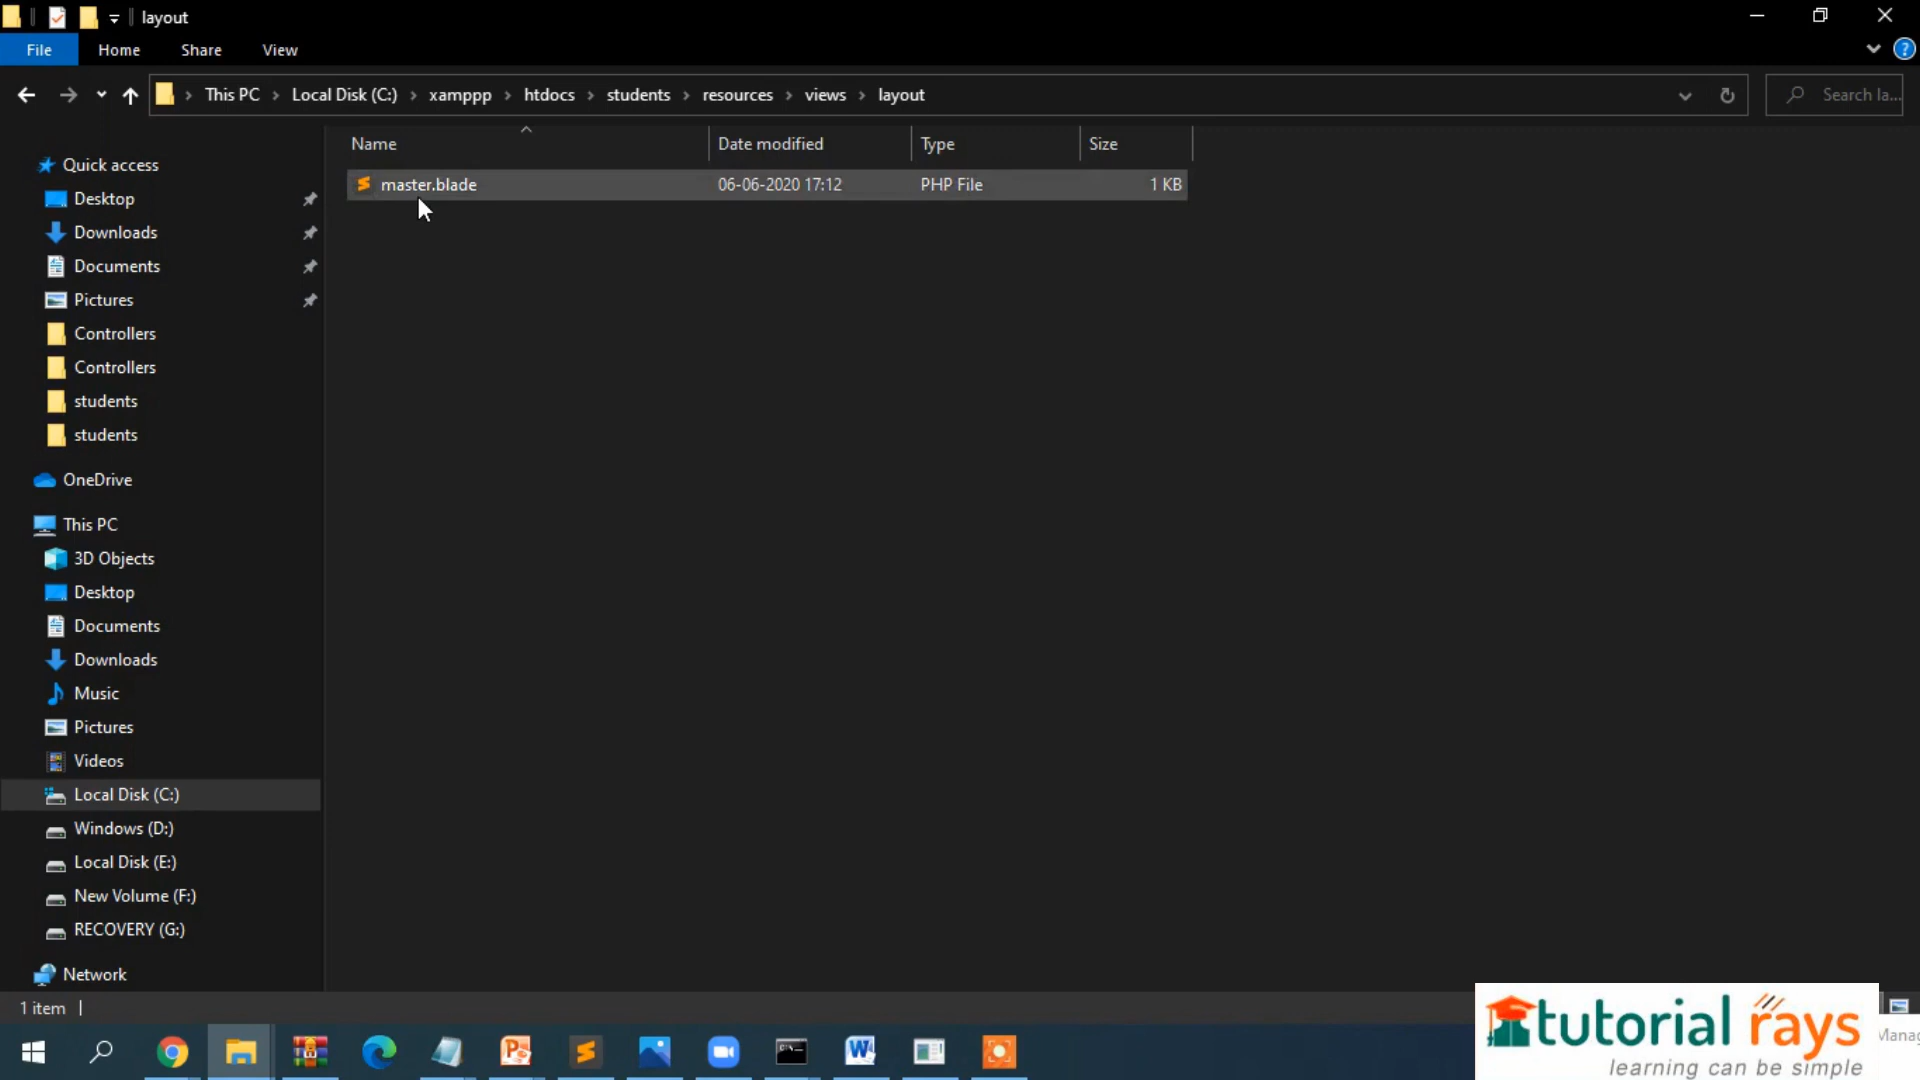 layout
File Home Share View
This PC Local Disk (C:) xamppp htdocs students resources views layout Search la...
Name Date modified Type Size
master.blade 06-06-2020 17:12 PHP File 1 KB
Quick access
Desktop
Downloads
Documents
Pictures
Controllers
Controllers
students
students
OneDrive
This PC
3D Objects
Desktop
Documents
Downloads
Music
Pictures
Videos
Local Disk (C:)
Windows (D:)
Local Disk (E:)
New Volume (F:)
RECOVERY (G:)
Network
1 item
tutorial rays
learning can be simple
Manag